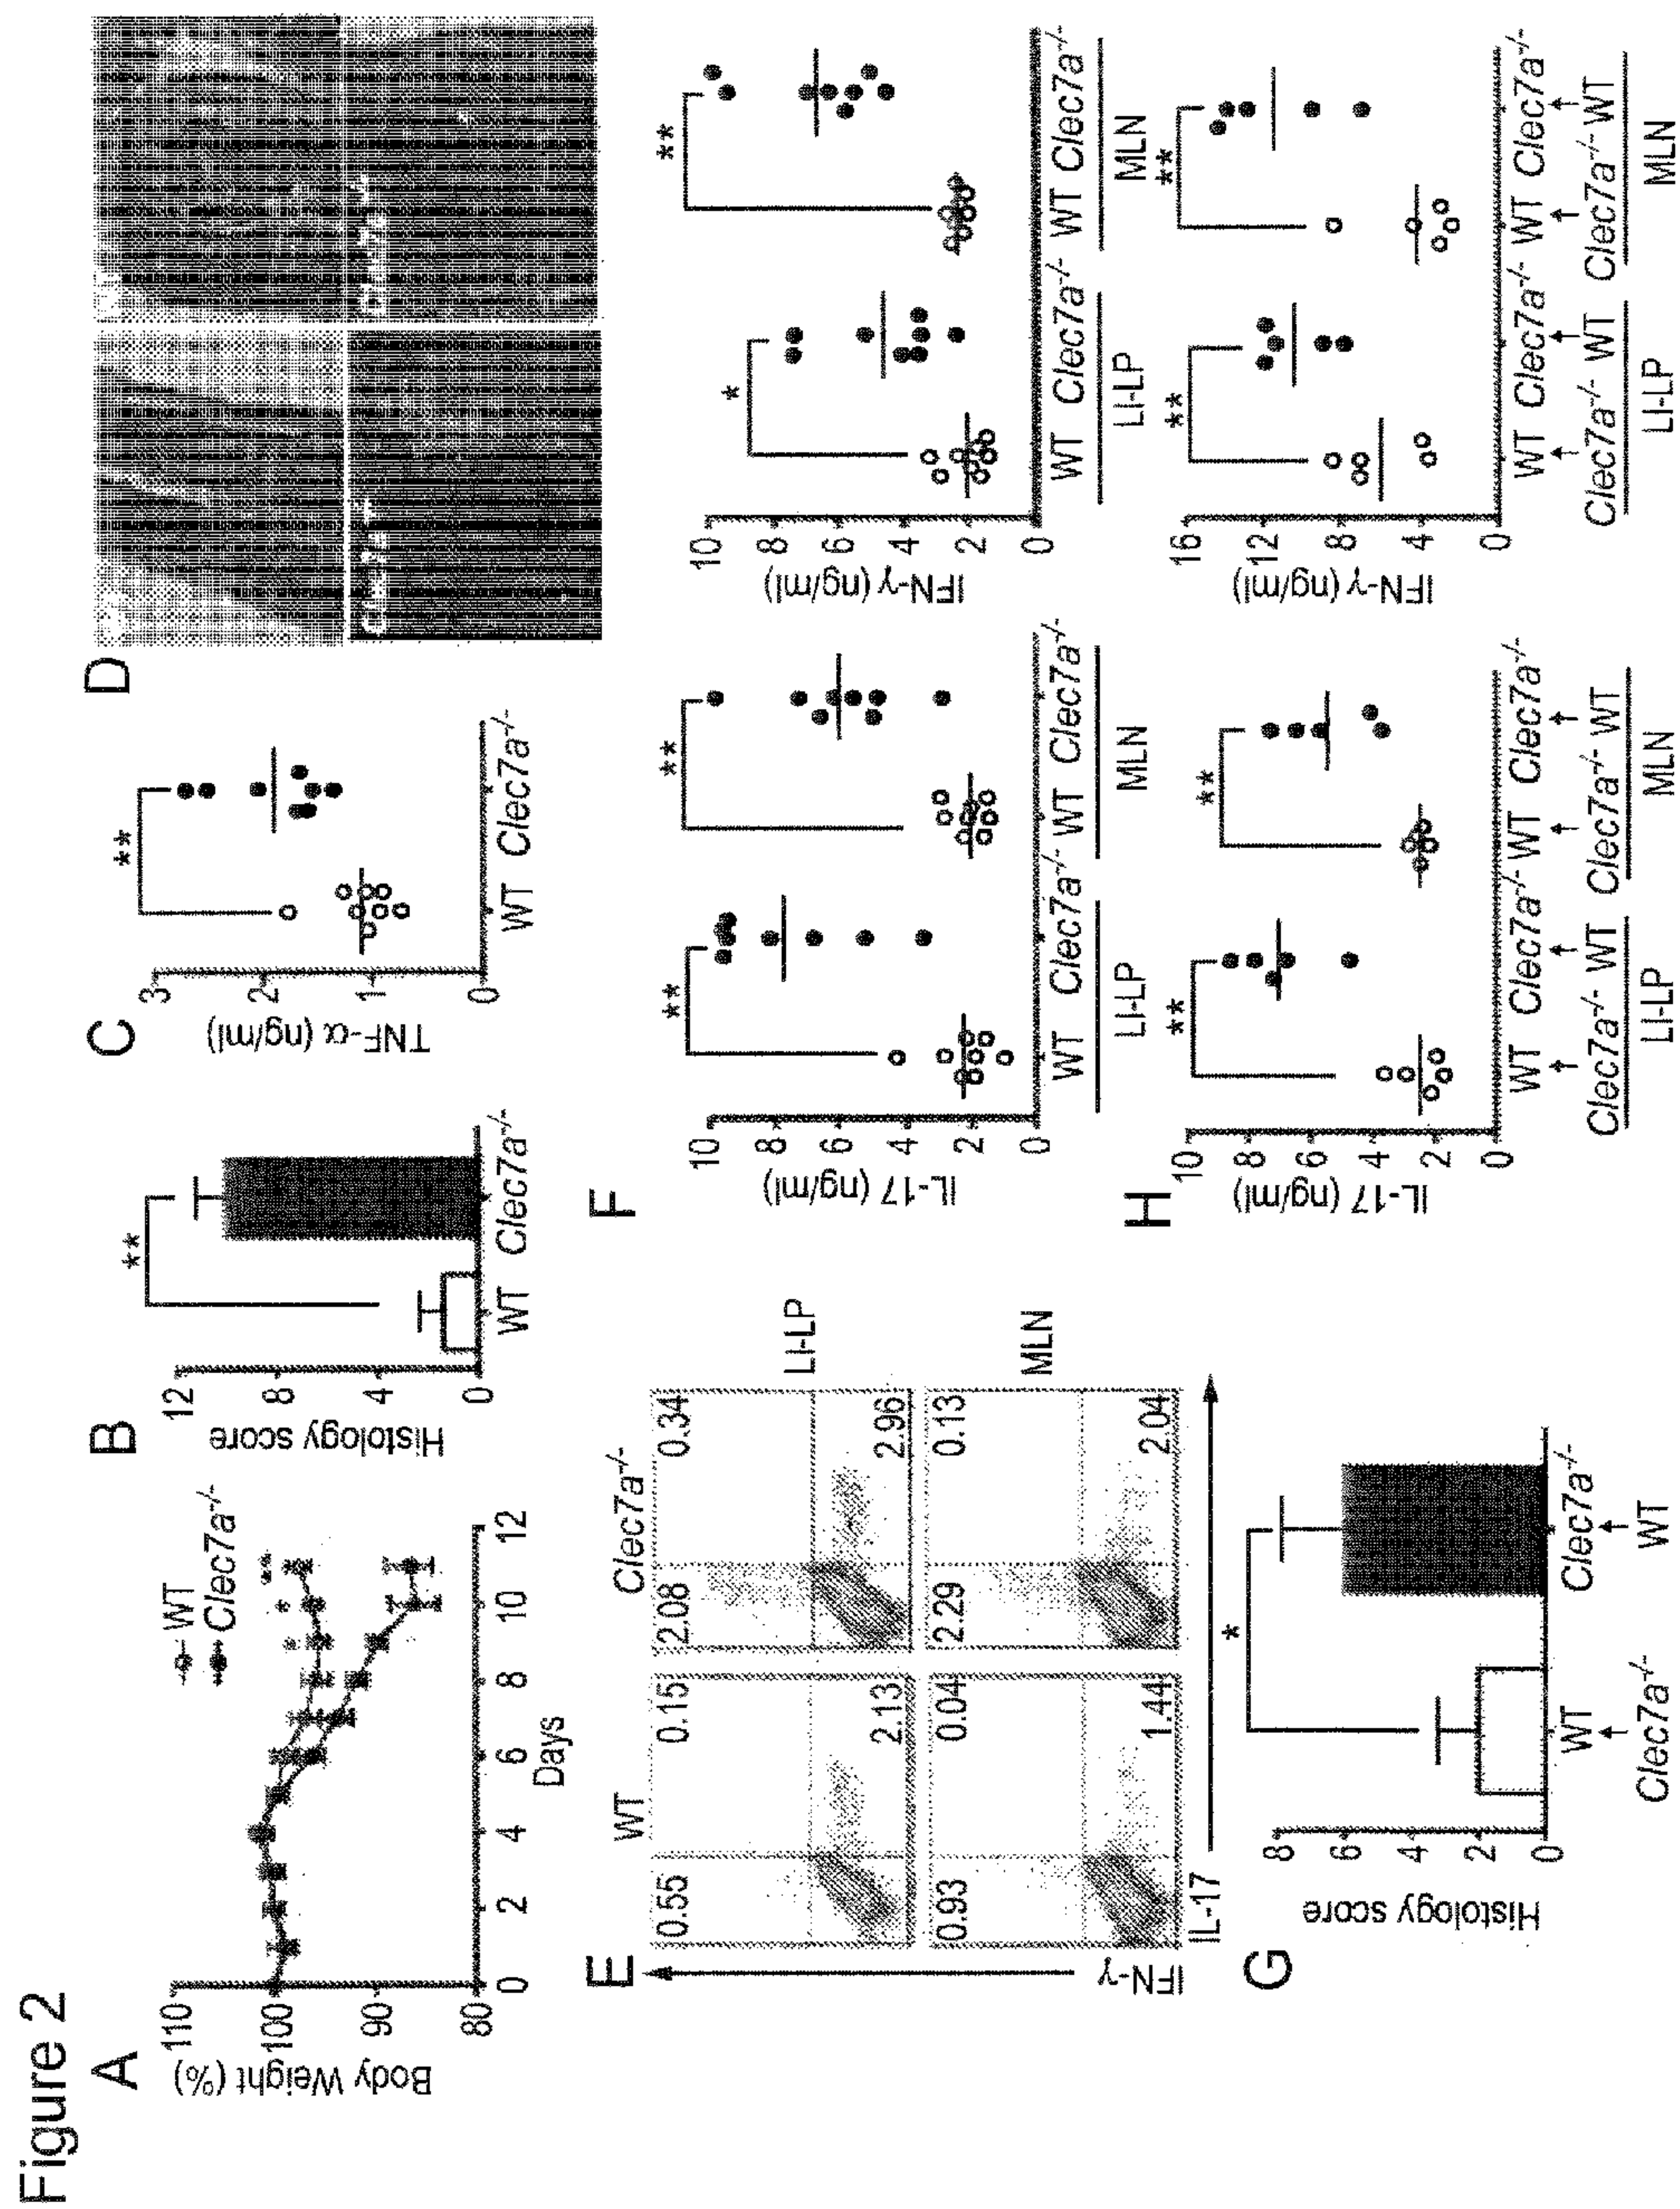 Figure 2
A
Body Weight (%)
110
100
90
80
0 2 4 6 8 10 12
Days
WT
Clec7a-/-
B
Histology score
12
8
4
0
WT Clec7a-/-
**
C
TNF-α (ng/ml)
3
2
1
0
WT Clec7a-/-
**
D
E
WT Clec7a-/-
0.55 0.15 2.08 0.34
2.13 2.96
LI-LP
0.93 0.04 2.29 0.13
1.44 2.04
MLN
IFN-γ
IL-17
F
IL-17 (ng/ml)
10
8
6
4
2
0
** **
WT Clec7a-/- WT Clec7a-/-
LI-LP MLN
IFN-γ (ng/ml)
10
8
6
4
2
0
* **
WT Clec7a-/- WT Clec7a-/-
LI-LP MLN
G
Histology score
8
6
4
2
0
*
WT Clec7a-/-
↑ ↑
Clec7a-/- WT
H
IL-17 (ng/ml)
10
8
6
4
2
0
** **
WT Clec7a-/- WT Clec7a-/-
↑ ↑ ↑ ↑
Clec7a-/- WT Clec7a-/- WT
LI-LP MLN
IFN-γ (ng/ml)
16
12
8
4
0
** **
WT Clec7a-/- WT Clec7a-/-
↑ ↑ ↑ ↑
Clec7a-/- WT Clec7a-/- WT
LI-LP MLN